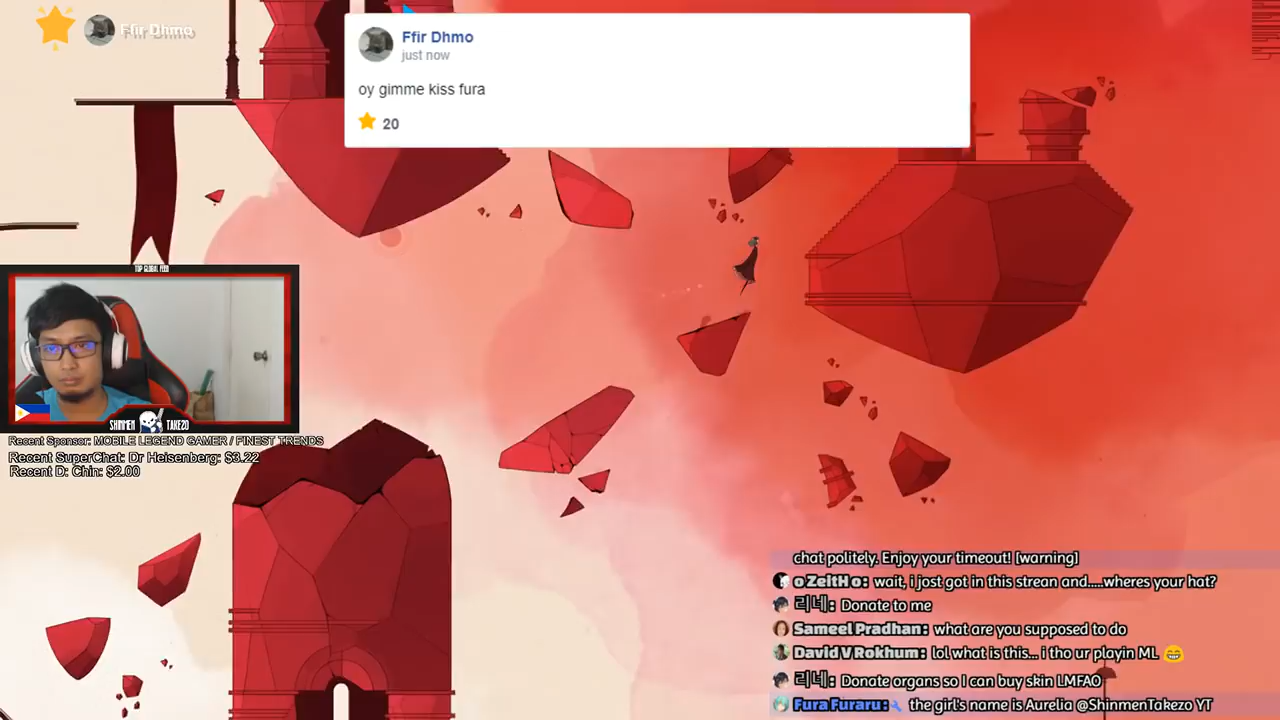 Ffir Dhmo
Ffir Dhmo
just now
oy gimme kiss fura
20
TOP GLOBAL FEED
SHINMEN TAKEZO
Recent Sponsor: MOBILE LEGEND GAMER / FINEST TRENDS
Recent SuperChat: Dr Heisenberg: $3.22
Recent D: Chin: $2.00
chat politely. Enjoy your timeout! [warning]
o ZeitH o: wait, i just got in this strean and.....wheres your hat?
리네: Donate to me
Sameel Pradhan: what are you supposed to do
David V Rokhum: lol what is this... i tho ur playin ML 😁
리네: Donate organs so I can buy skin LMFAO
Fura Furaru: the girl's name is Aurelia @ShinmenTakezo YT